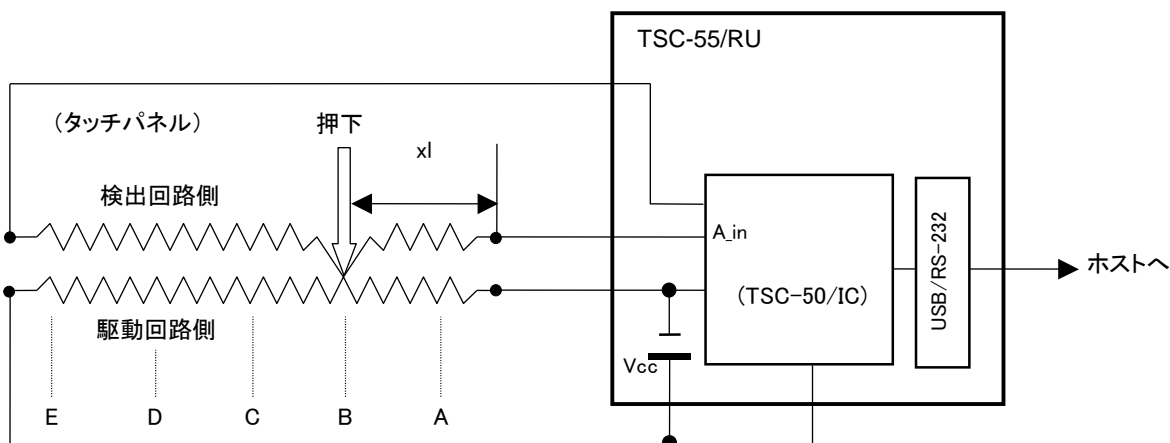 TSC-55/RU
（タッチパネル）
押下
xl
検出回路側
A_in
（TSC-50/IC）
USB/RS-232
ホストへ
駆動回路側
Vcc
E D C B A